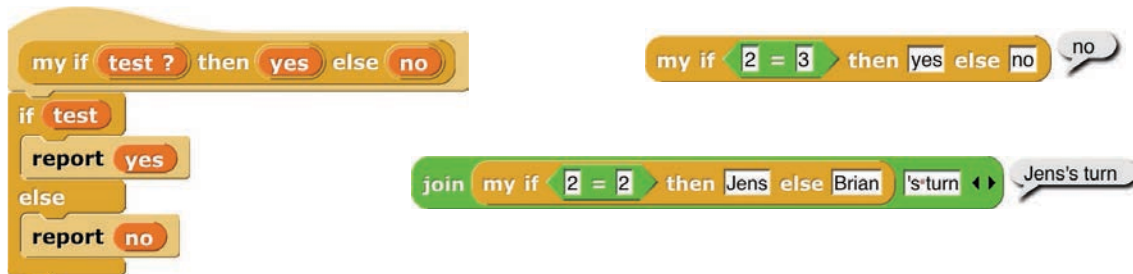 my if test ? then yes else no
if test
report yes
else
report no
my if 2 = 3 then yes else no
no
join my if 2 = 2 then Jens else Brian 's turn
Jens's turn